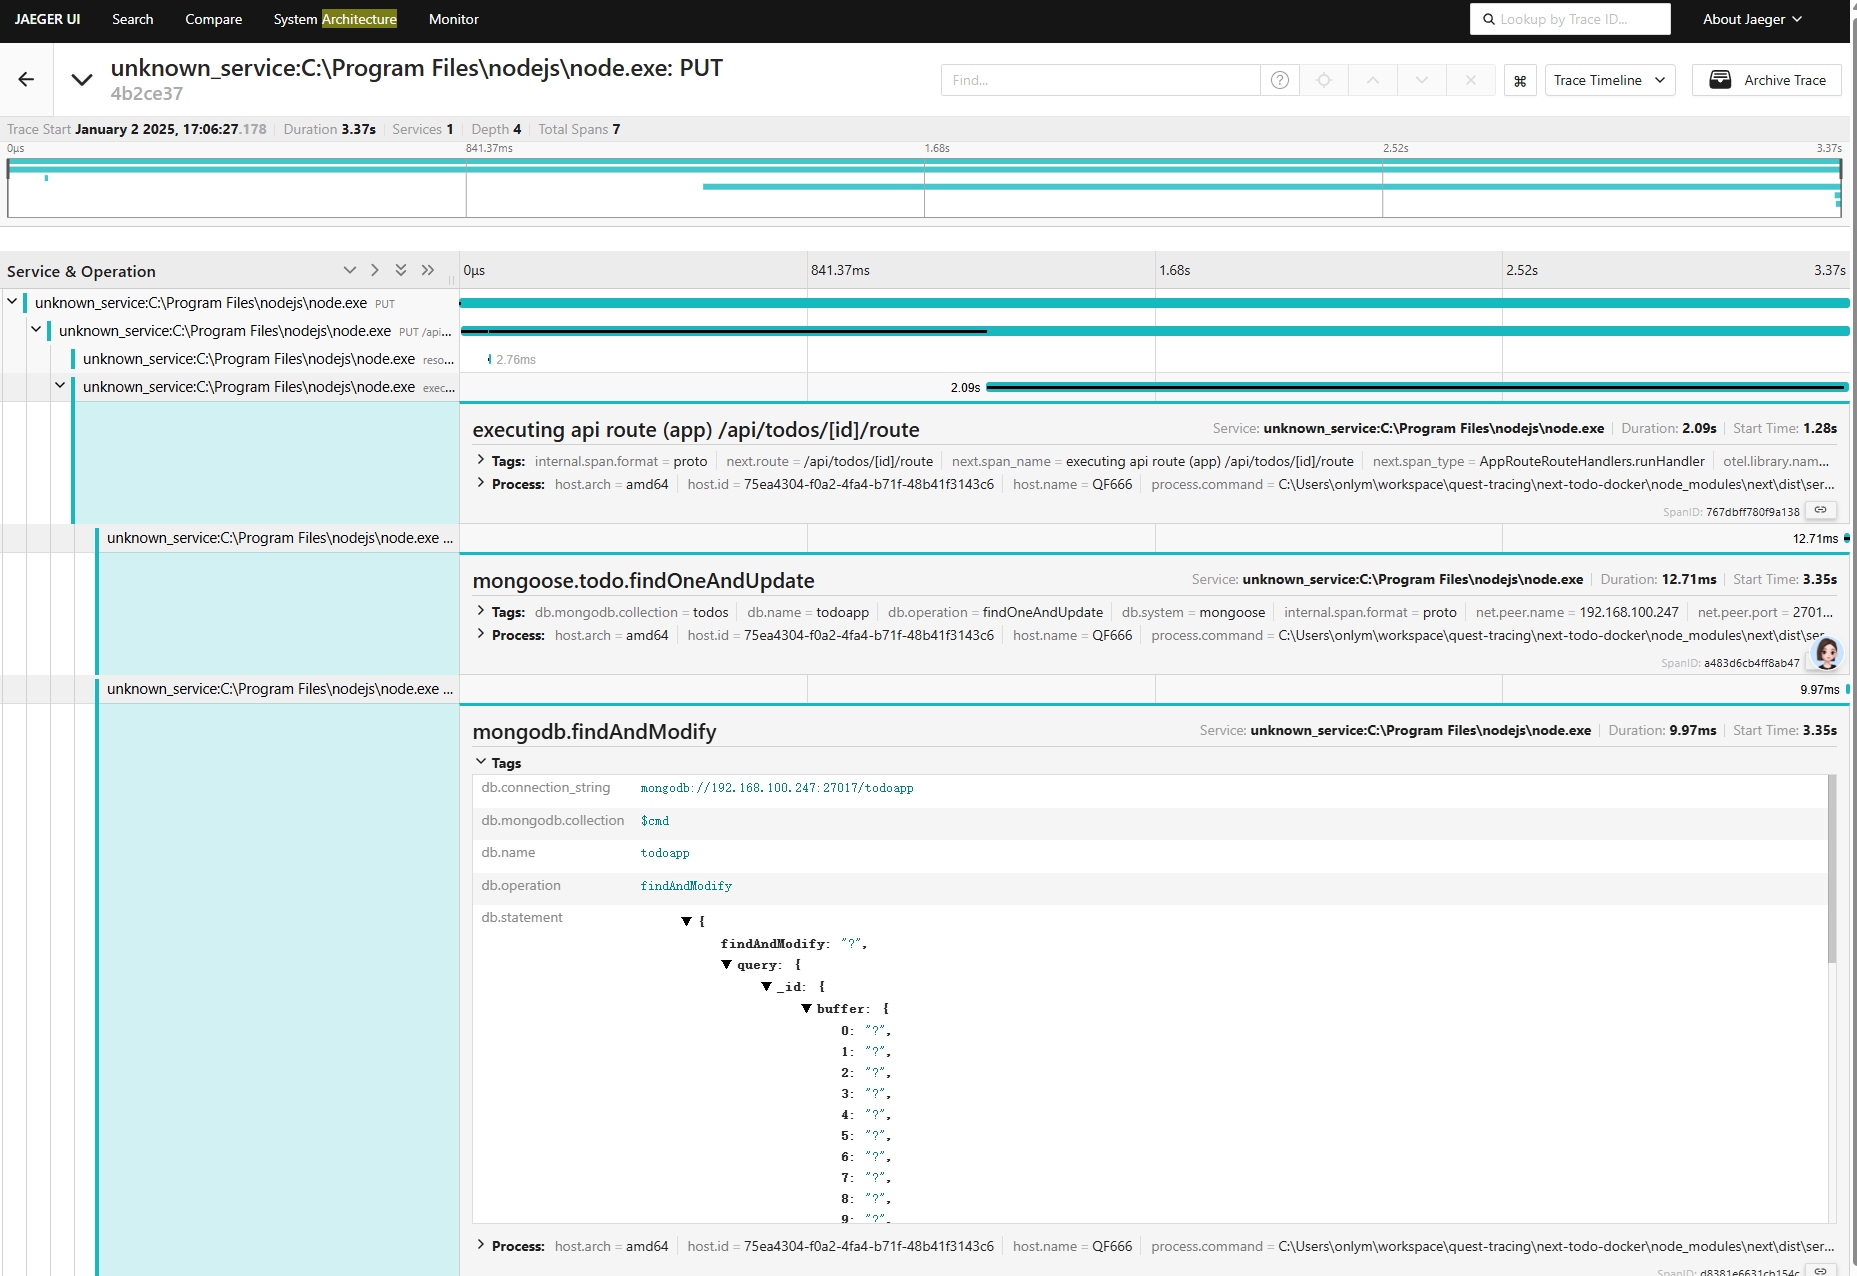 JAEGER UI Search Compare System Architecture Monitor Lookup by Trace ID... About Jaeger
unknown_service:C:\Program Files\nodejs\node.exe: PUT
4b2ce37
Find... Trace Timeline Archive Trace
Trace Start January 2 2025, 17:06:27.178 Duration 3.37s Services 1 Depth 4 Total Spans 7
0μs 841.37ms 1.68s 2.52s 3.37s
Service & Operation 0μs 841.37ms 1.68s 2.52s 3.37s
unknown_service:C:\Program Files\nodejs\node.exe PUT
unknown_service:C:\Program Files\nodejs\node.exe PUT /api...
unknown_service:C:\Program Files\nodejs\node.exe reso... 2.76ms
unknown_service:C:\Program Files\nodejs\node.exe exec... 2.09s
executing api route (app) /api/todos/[id]/route Service: unknown_service:C:\Program Files\nodejs\node.exe Duration: 2.09s Start Time: 1.28s
Tags: internal.span.format = proto next.route = /api/todos/[id]/route next.span_name = executing api route (app) /api/todos/[id]/route next.span_type = AppRouteRouteHandlers.runHandler otel.library.nam...
Process: host.arch = amd64 host.id = 75ea4304-f0a2-4fa4-b71f-48b41f3143c6 host.name = QF666 process.command = C:\Users\onlym\workspace\quest-tracing\next-todo-docker\node_modules\next\dist\ser...
SpanID: 767dbff780f9a138
unknown_service:C:\Program Files\nodejs\node.exe ... 12.71ms
mongoose.todo.findOneAndUpdate Service: unknown_service:C:\Program Files\nodejs\node.exe Duration: 12.71ms Start Time: 3.35s
Tags: db.mongodb.collection = todos db.name = todoapp db.operation = findOneAndUpdate db.system = mongoose internal.span.format = proto net.peer.name = 192.168.100.247 net.peer.port = 2701...
Process: host.arch = amd64 host.id = 75ea4304-f0a2-4fa4-b71f-48b41f3143c6 host.name = QF666 process.command = C:\Users\onlym\workspace\quest-tracing\next-todo-docker\node_modules\next\dist\ser...
SpanID: a483d6cb4ff8ab47
unknown_service:C:\Program Files\nodejs\node.exe ... 9.97ms
mongodb.findAndModify Service: unknown_service:C:\Program Files\nodejs\node.exe Duration: 9.97ms Start Time: 3.35s
Tags
db.connection_string mongodb://192.168.100.247:27017/todoapp
db.mongodb.collection $cmd
db.name todoapp
db.operation findAndModify
db.statement {
findAndModify: "?",
query: {
_id: {
buffer: {
0: "?",
1: "?",
2: "?",
3: "?",
4: "?",
5: "?",
6: "?",
7: "?",
8: "?",
9: "?",
Process: host.arch = amd64 host.id = 75ea4304-f0a2-4fa4-b71f-48b41f3143c6 host.name = QF666 process.command = C:\Users\onlym\workspace\quest-tracing\next-todo-docker\node_modules\next\dist\ser...
SpanID: d8381e6631cb154c